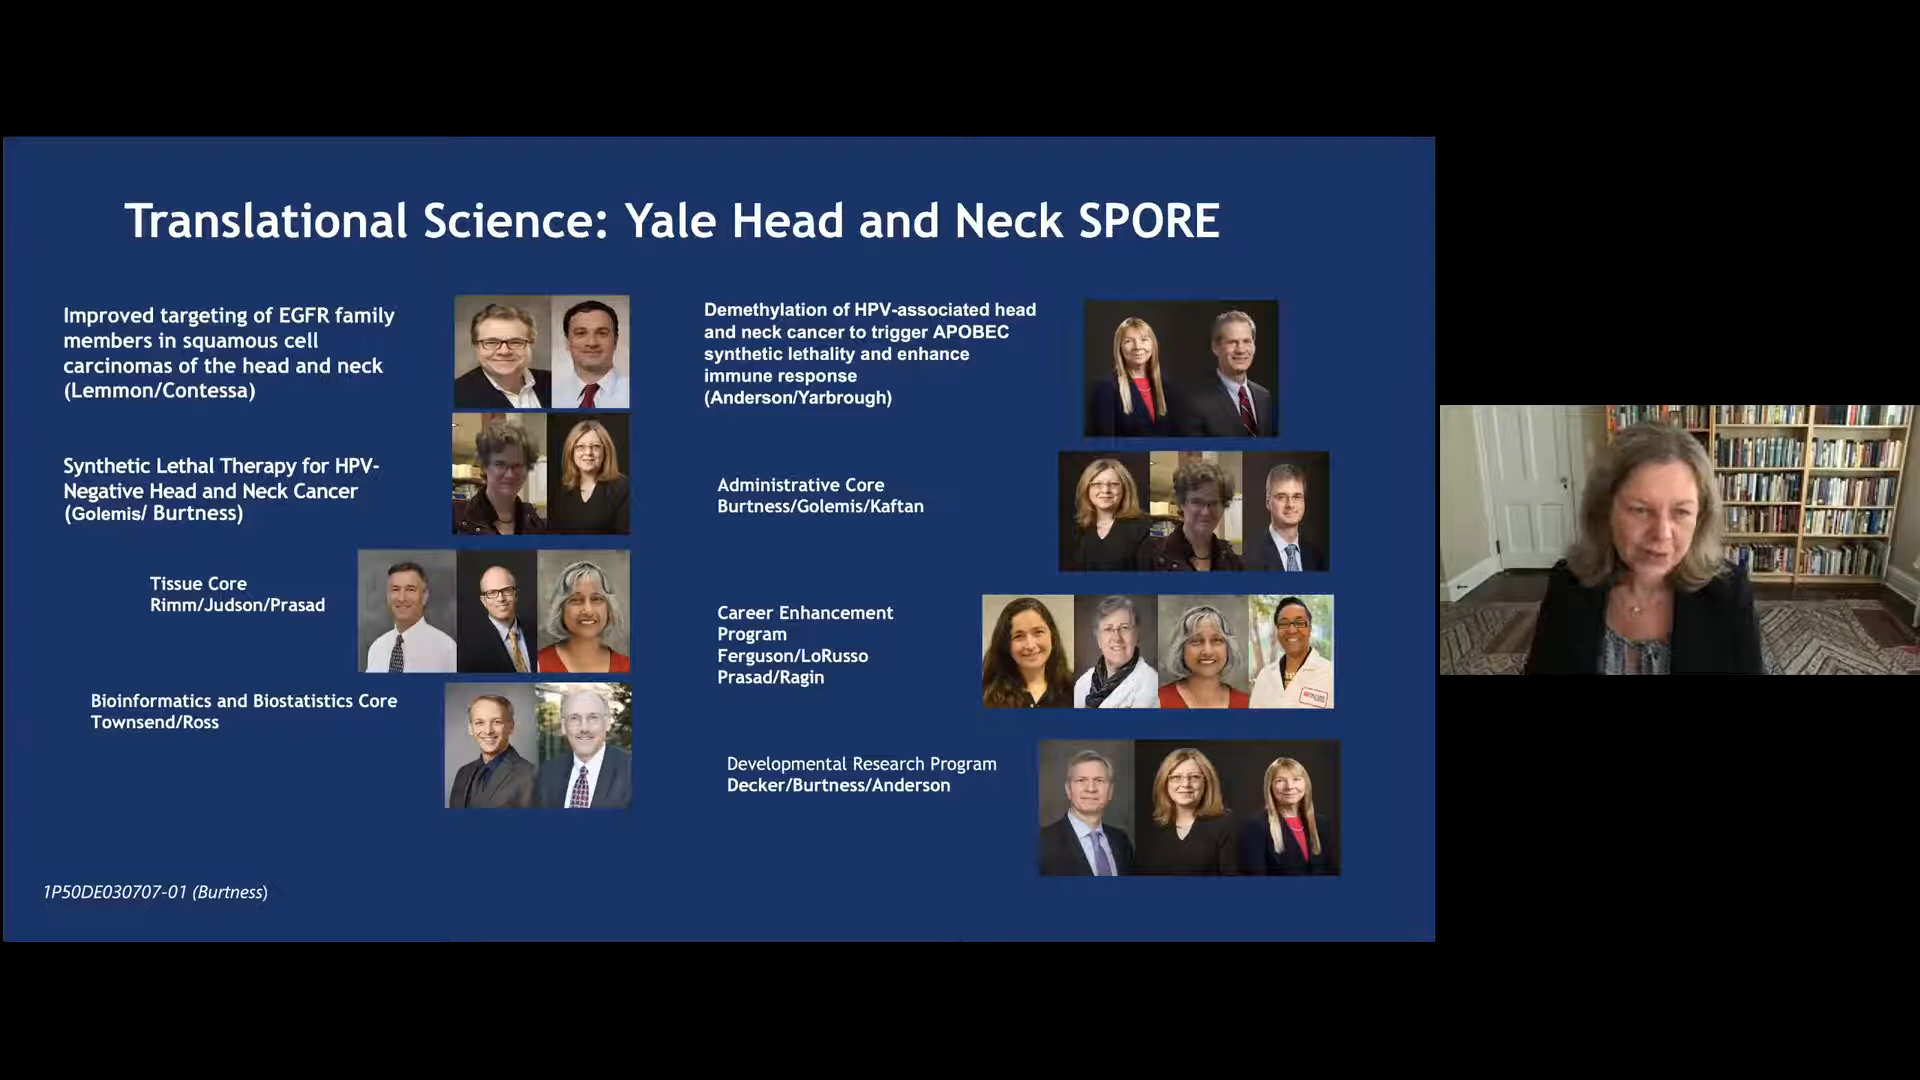 Translational Science: Yale Head and Neck SPORE
Improved targeting of EGFR family
members in squamous cell
carcinomas of the head and neck
(Lemmon/Contessa)
Synthetic Lethal Therapy for HPV-
Negative Head and Neck Cancer
(Golemis/ Burtness)
Tissue Core
Rimm/Judson/Prasad
Bioinformatics and Biostatistics Core
Townsend/Ross
Demethylation of HPV-associated head
and neck cancer to trigger APOBEC
synthetic lethality and enhance
immune response
(Anderson/Yarbrough)
Administrative Core
Burtness/Golemis/Kaftan
Career Enhancement
Program
Ferguson/LoRusso
Prasad/Ragin
Developmental Research Program
Decker/Burtness/Anderson
1P50DE030707-01 (Burtness)